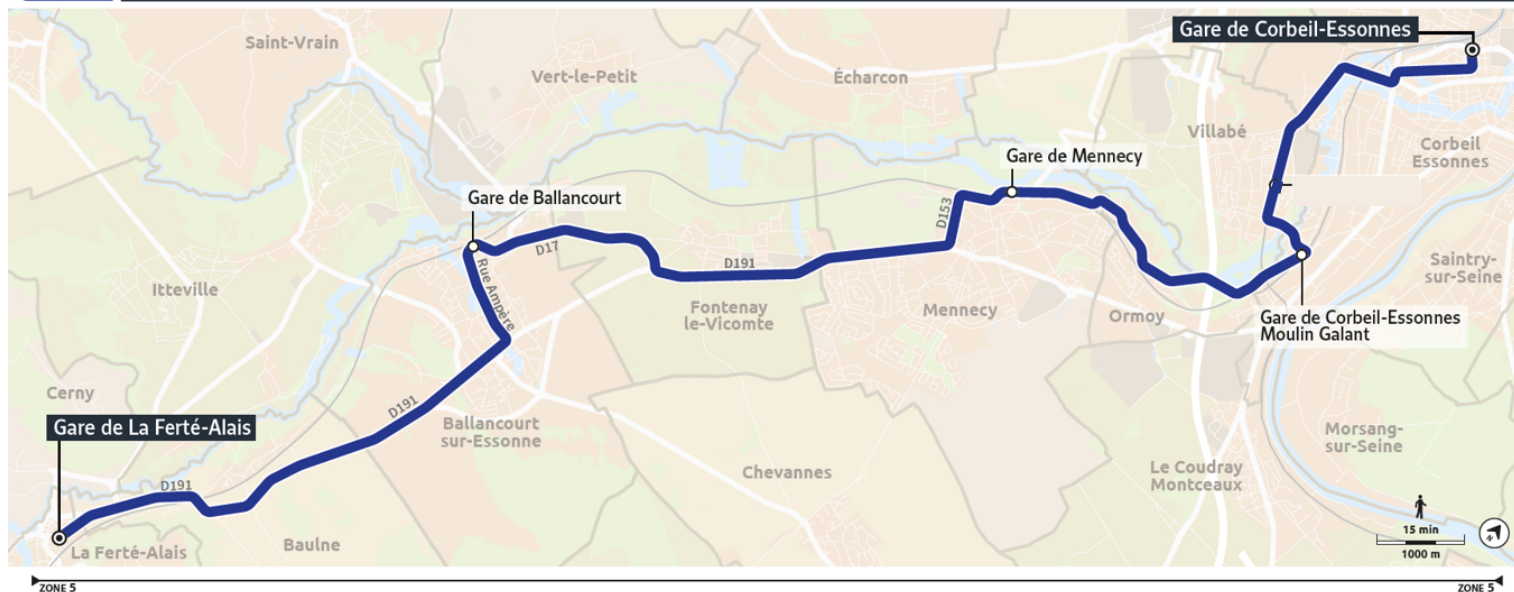 Saint-Vrain
Vert-le-Petit
Écharcon
Gare de Corbeil-Essonnes
Villabé
Corbeil
Essonnes
Gare de Mennecy
Gare de Ballancourt
D153
D17
D191
Rue Ampère
Itteville
Fontenay
le-Vicomte
Mennecy
Ormoy
Saintry-
sur-Seine
Gare de Corbeil-Essonnes
Moulin Galant
Cerny
Gare de La Ferté-Alais
D191
Ballancourt
sur-Essonne
Chevannes
Le Coudray
Montceaux
Morsang-
sur-Seine
D191
La Ferté-Alais
Baulne
15 min
1000 m
ZONE 5
ZONE 5